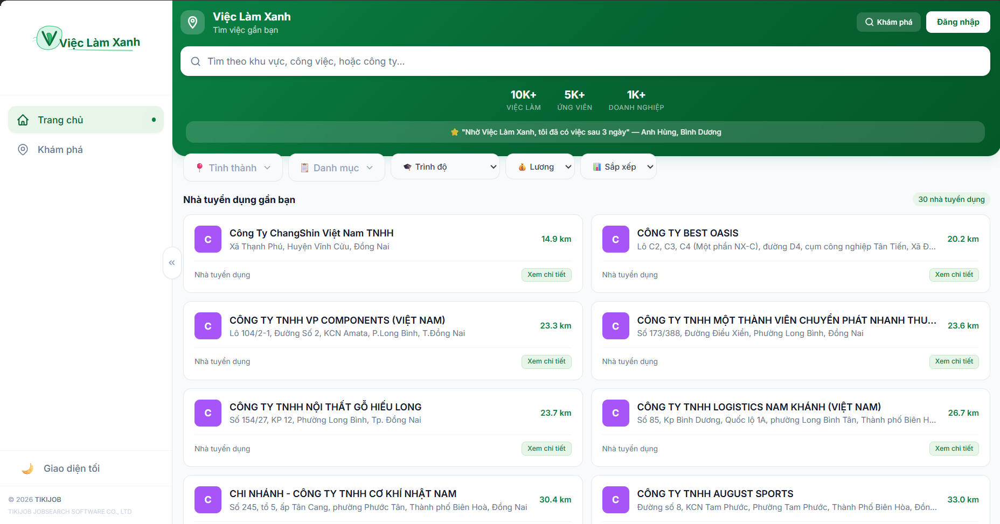 Việc Làm Xanh
Trang chủ
Khám phá
Giao diện tối
© 2026 TIKIJOB
TIKIJOB JOBSEARCH SOFTWARE CO., LTD
Việc Làm Xanh
Tìm việc gần bạn
Khám phá
Đăng nhập
Tìm theo khu vực, công việc, hoặc công ty...
10K+
VIỆC LÀM
5K+
ỨNG VIÊN
1K+
DOANH NGHIỆP
"Nhờ Việc Làm Xanh, tôi đã có việc sau 3 ngày" — Anh Hùng, Bình Dương
Tỉnh thành
Danh mục
Trình độ
Lương
Sắp xếp
Nhà tuyển dụng gần bạn
30 nhà tuyển dụng
C
Công Ty ChangShin Việt Nam TNHH
Xã Thạnh Phú, Huyện Vĩnh Cửu, Đồng Nai
14.9 km
Nhà tuyển dụng
Xem chi tiết
C
CÔNG TY BEST OASIS
Lô C2, C3, C4 (Một phần NX-C), đường D4, cụm công nghiệp Tân Tiến, Xã Đ...
20.2 km
Nhà tuyển dụng
Xem chi tiết
C
CÔNG TY TNHH VP COMPONENTS (VIỆT NAM)
Lô 104/2-1, Đường Số 2, KCN Amata, P.Long Bình, T.Đồng Nai
23.3 km
Nhà tuyển dụng
Xem chi tiết
C
CÔNG TY TNHH MỘT THÀNH VIÊN CHUYỂN PHÁT NHANH THU...
Số 173/388, Đường Điểu Xiển, Phường Long Bình, Đồng Nai
23.6 km
Nhà tuyển dụng
Xem chi tiết
C
CÔNG TY TNHH NỘI THẤT GỖ HIẾU LONG
Số 154/27, KP 12, Phường Long Bình, Tp. Đồng Nai
23.7 km
Nhà tuyển dụng
Xem chi tiết
C
CÔNG TY TNHH LOGISTICS NAM KHÁNH (VIỆT NAM)
Số 85, Kp Bình Dương, Quốc lộ 1A, phường Long Bình Tân, Thành phố Biên H...
26.7 km
Nhà tuyển dụng
Xem chi tiết
C
CHI NHÁNH - CÔNG TY TNHH CƠ KHÍ NHẬT NAM
Số 245, tổ 5, ấp Tân Cang, phường Phước Tân, Thành phố Biên Hoà, Đồng Nai
30.4 km
C
CÔNG TY TNHH AUGUST SPORTS
Đường số 8, KCN Tam Phước, Phường Tam Phước, Thành Phố Biên Hòa, Đồn...
33.0 km